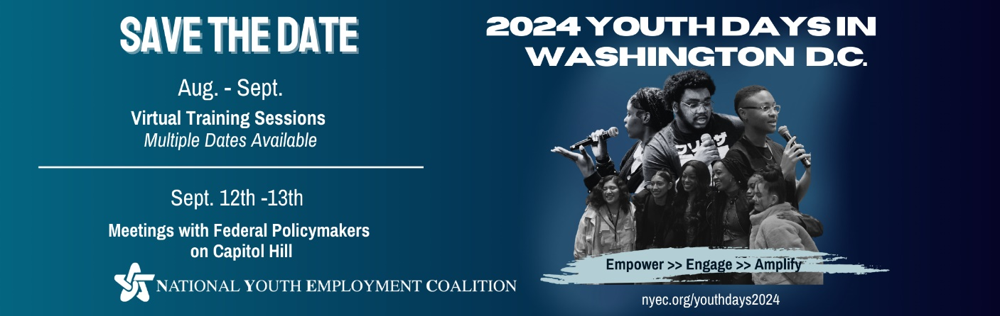 SAVE THE DATE
Aug. - Sept.
Virtual Training Sessions
Multiple Dates Available
Sept. 12th -13th
Meetings with Federal Policymakers
on Capitol Hill
NATIONAL YOUTH EMPLOYMENT COALITION
2024 YOUTH DAYS IN
WASHINGTON D.C.
Empower >> Engage >> Amplify
nyec.org/youthdays2024